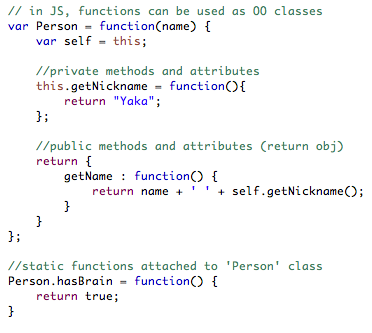 // in JS, functions can be used as OO classes
var Person = function(name) {
    var self = this;

    //private methods and attributes
    this.getNickname = function(){
        return "Yaka";
    };

    //public methods and attributes (return obj)
    return {
        getName : function() {
            return name + ' ' + self.getNickname();
        }
    }
};

//static functions attached to 'Person' class
Person.hasBrain = function() {
    return true;
}